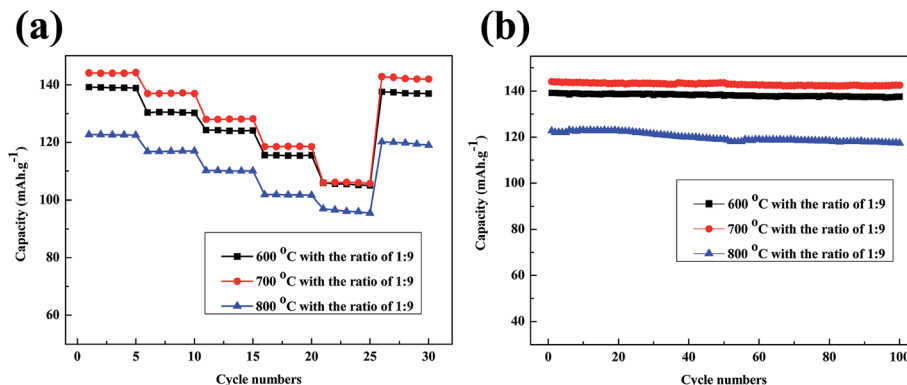 (a)
Capacity (mAh.g-1)
140
120
100
80
60
600 °C with the ratio of 1:9
700 °C with the ratio of 1:9
800 °C with the ratio of 1:9
0 5 10 15 20 25 30
Cycle numbers
(b)
Capacity (mAh.g-1)
160
140
120
100
80
60
40
600 °C with the ratio of 1:9
700 °C with the ratio of 1:9
800 °C with the ratio of 1:9
0 20 40 60 80 100
Cycle numbers